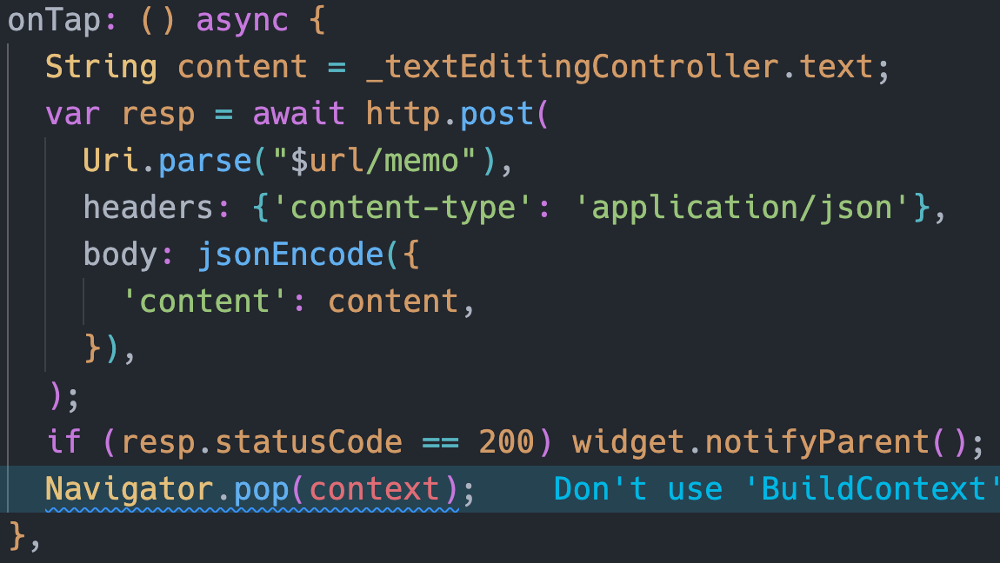 onTap: () async {
String content = _textEditingController.text;
var resp = await http.post(
Uri.parse("$url/memo"),
headers: {'content-type': 'application/json'},
body: jsonEncode({
'content': content,
}),
);
if (resp.statusCode == 200) widget.notifyParent();
Navigator.pop(context); Don't use 'BuildContext'
},